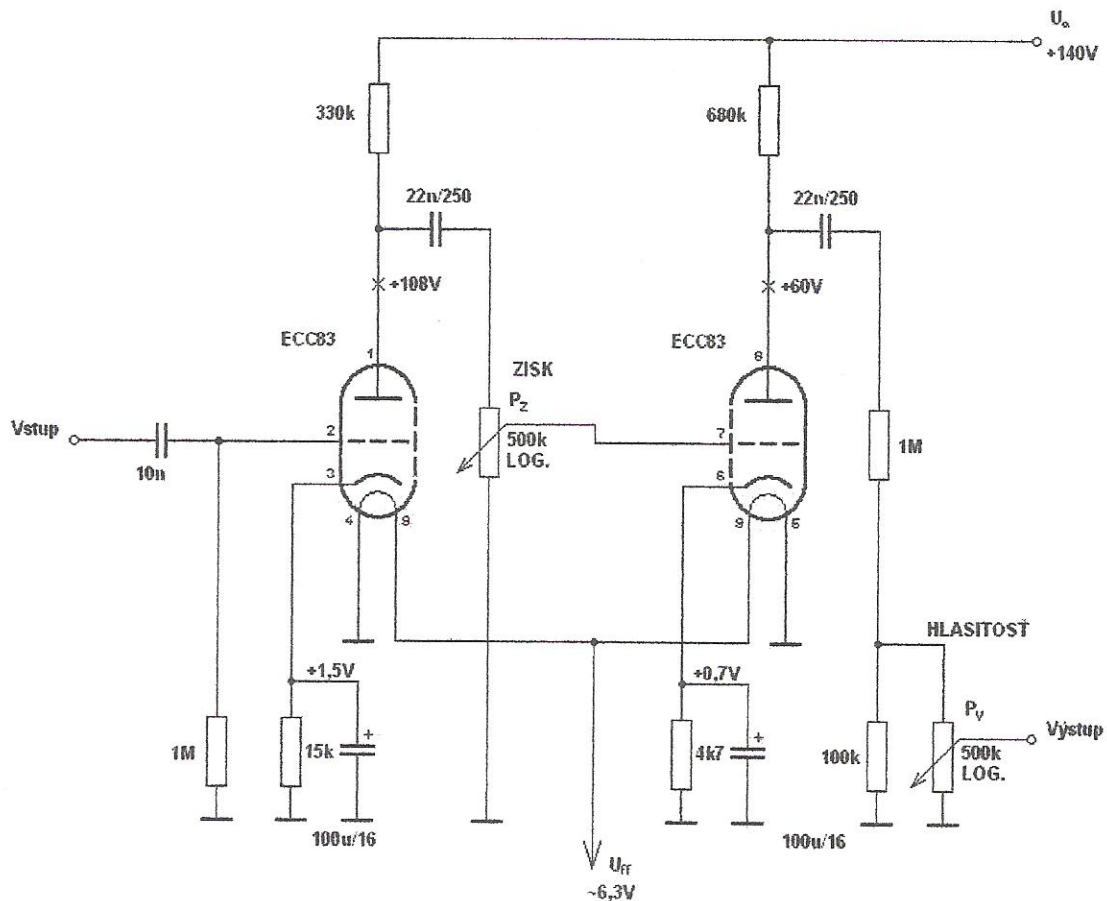 Uₐ
+140V
330k
680k
22n/250
22n/250
+108V
+60V
ECC83
ECC83
1
8
ZISK
P_Z
500k
LOG.
Vstup
10n
2
3
4
9
7
6
9
5
1M
HLASITOSŤ
P_V
500k
LOG.
Výstup
+1,5V
+0,7V
1M
15k
+
100u/16
4k7
+
100k
100u/16
U_ff
~6,3V